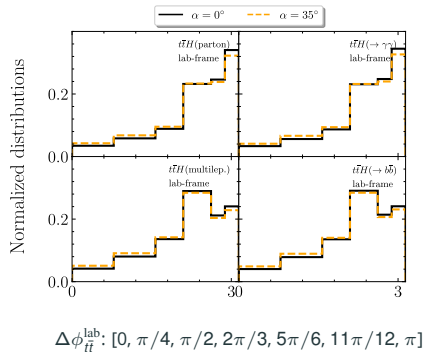 α = 0° α = 35°
Normalized distributions
tt̄H(parton)
lab-frame
tt̄H(→ γγ)
lab-frame
0.2
0.0
tt̄H(multilep.)
lab-frame
tt̄H(→ bb̄)
lab-frame
0.2
0.0
0 30 3
Δϕ^lab_tt̄: [0, π/4, π/2, 2π/3, 5π/6, 11π/12, π]